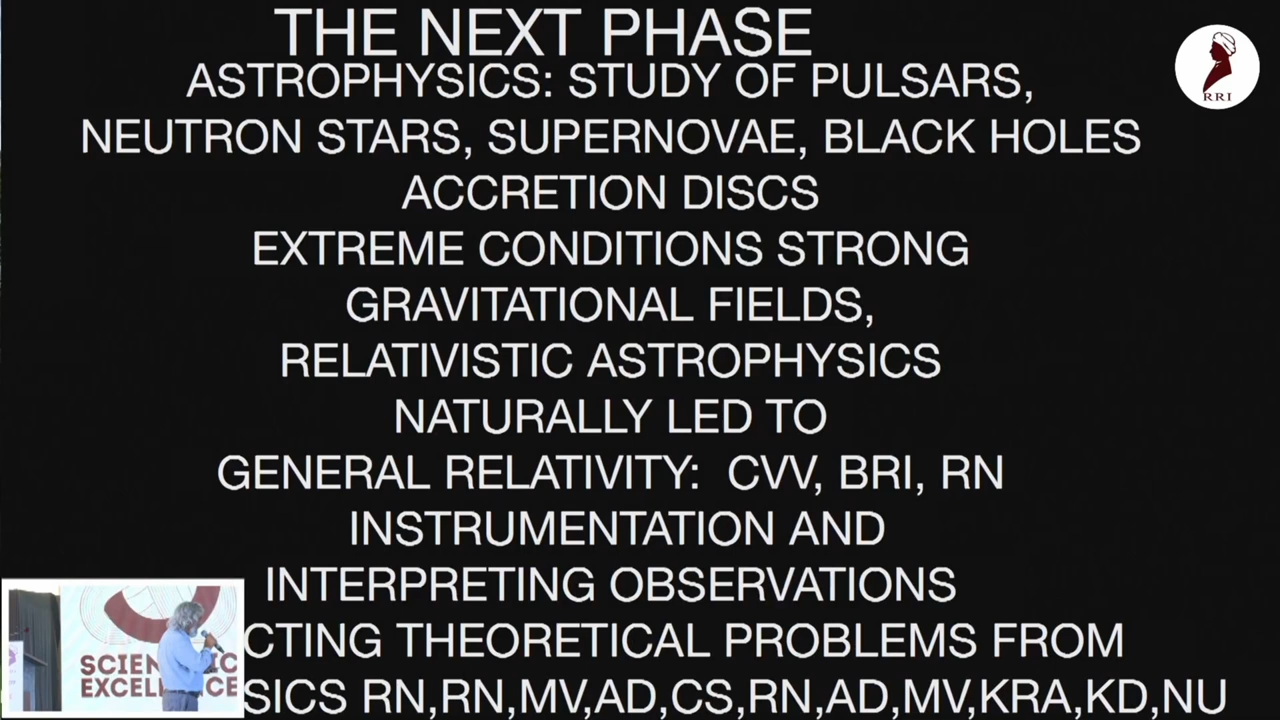 THE NEXT PHASE
RRI
ASTROPHYSICS: STUDY OF PULSARS,
NEUTRON STARS, SUPERNOVAE, BLACK HOLES
ACCRETION DISCS
EXTREME CONDITIONS STRONG
GRAVITATIONAL FIELDS,
RELATIVISTIC ASTROPHYSICS
NATURALLY LED TO
GENERAL RELATIVITY: CVV, BRI, RN
INSTRUMENTATION AND
INTERPRETING OBSERVATIONS
CTING THEORETICAL PROBLEMS FROM
SICS RN,RN,MV,AD,CS,RN,AD,MV,KRA,KD,NU